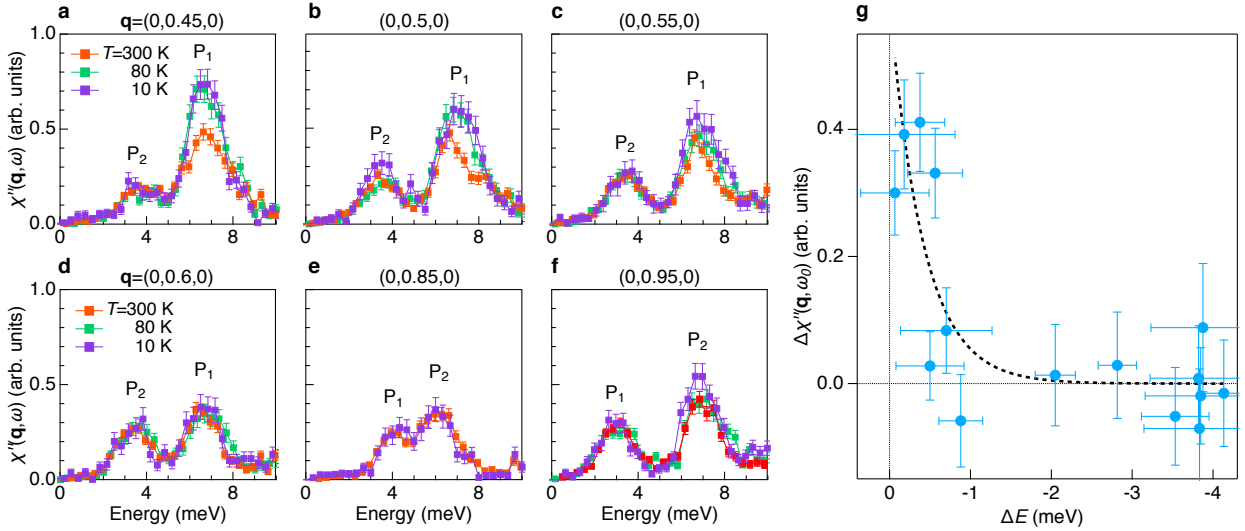 a q=(0,0.45,0)
b (0,0.5,0)
c (0,0.55,0)
g
1.0
0.5
0.0
χ″(q,ω) (arb. units)
T=300 K
80 K
10 K
P1
P2
0 4 8
P1
P2
0 4 8
P1
P2
0 4 8
d q=(0,0.6,0)
e (0,0.85,0)
f (0,0.95,0)
1.0
0.5
0.0
χ″(q,ω) (arb. units)
T=300 K
80 K
10 K
P2
P1
0 4 8
Energy (meV)
P1
P2
0 4 8
Energy (meV)
P1
P2
0 4 8
Energy (meV)
Δχ″(q,ω0) (arb. units)
0.4
0.2
0.0
0 -1 -2 -3 -4
ΔE (meV)